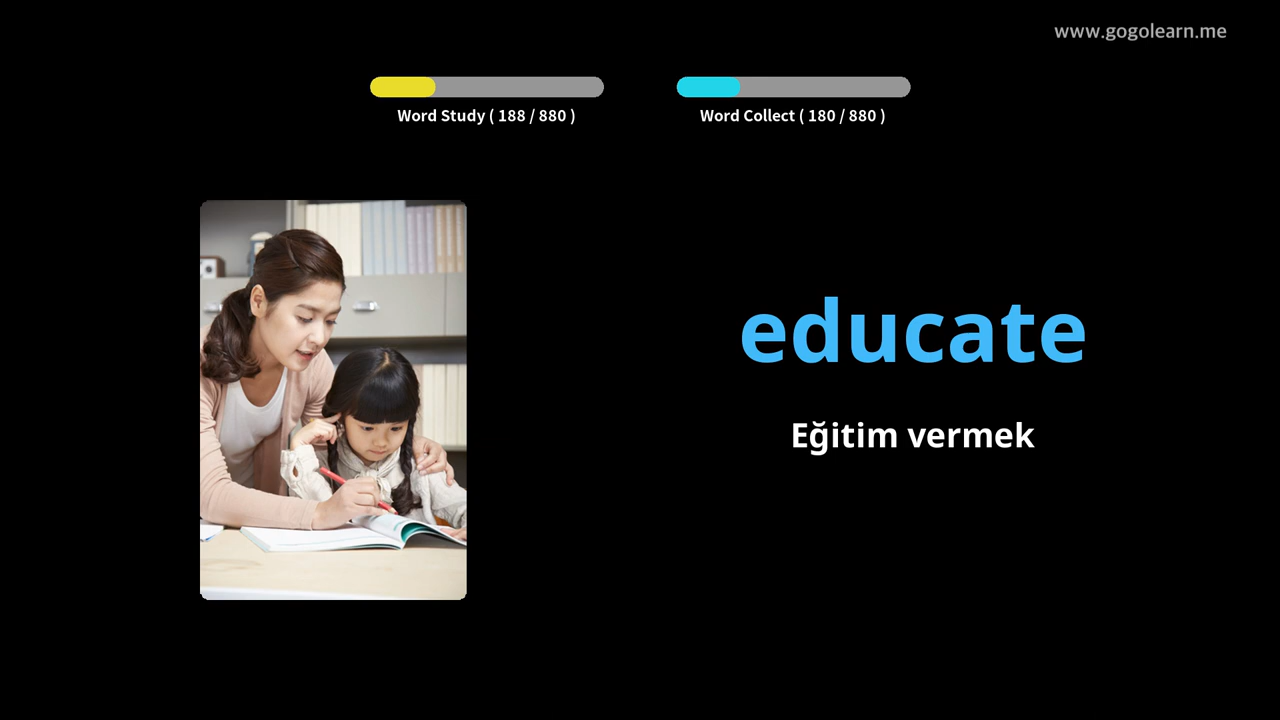 www.gogolearn.me
Word Study ( 188 / 880 )
Word Collect ( 180 / 880 )
educate
Eğitim vermek